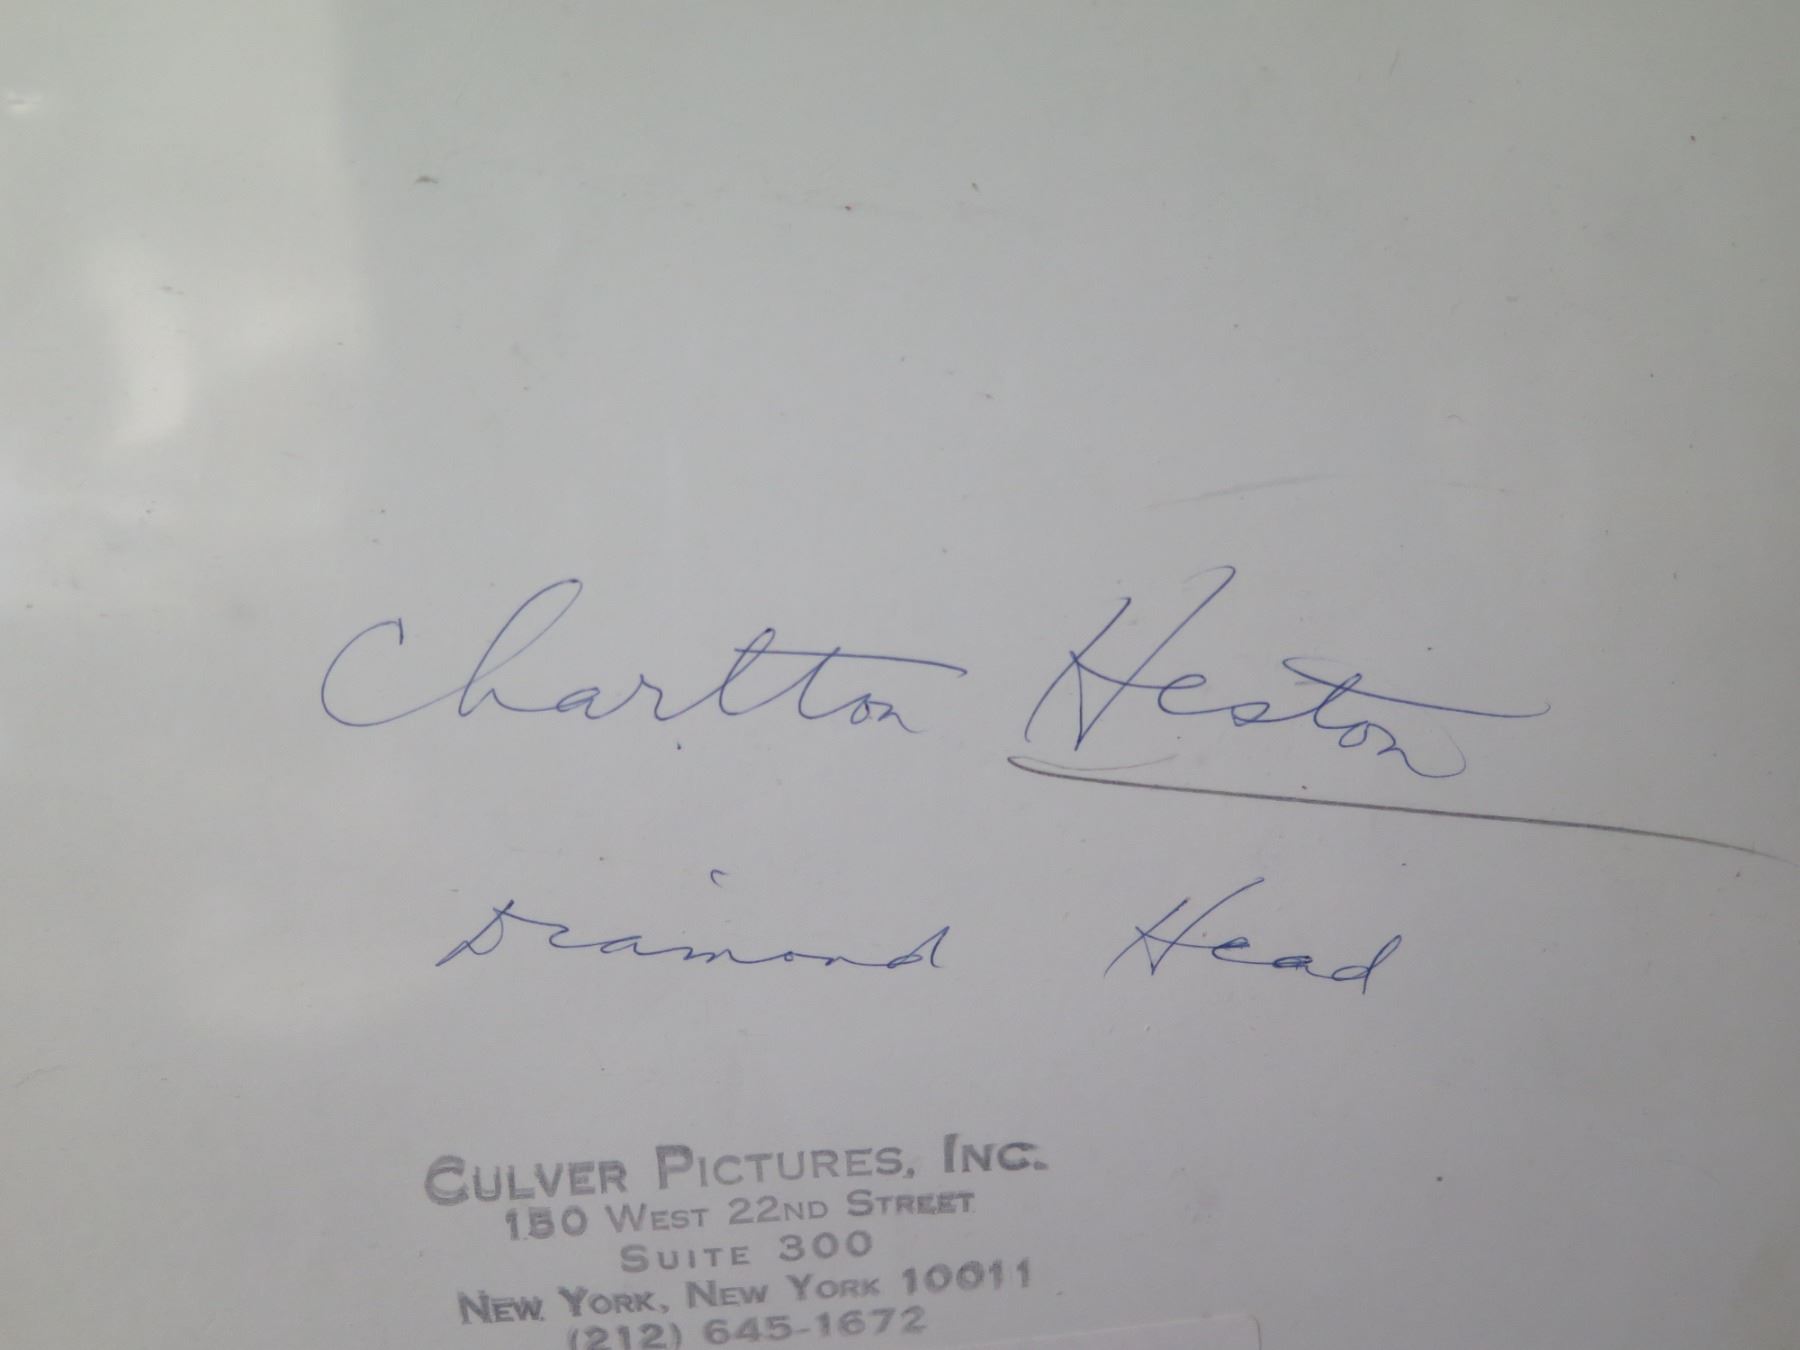 Charlton Heston
Diamond Head
CULVER PICTURES, INC.
150 WEST 22ND STREET
SUITE 300
NEW YORK, NEW YORK 10011
(212) 645-1672